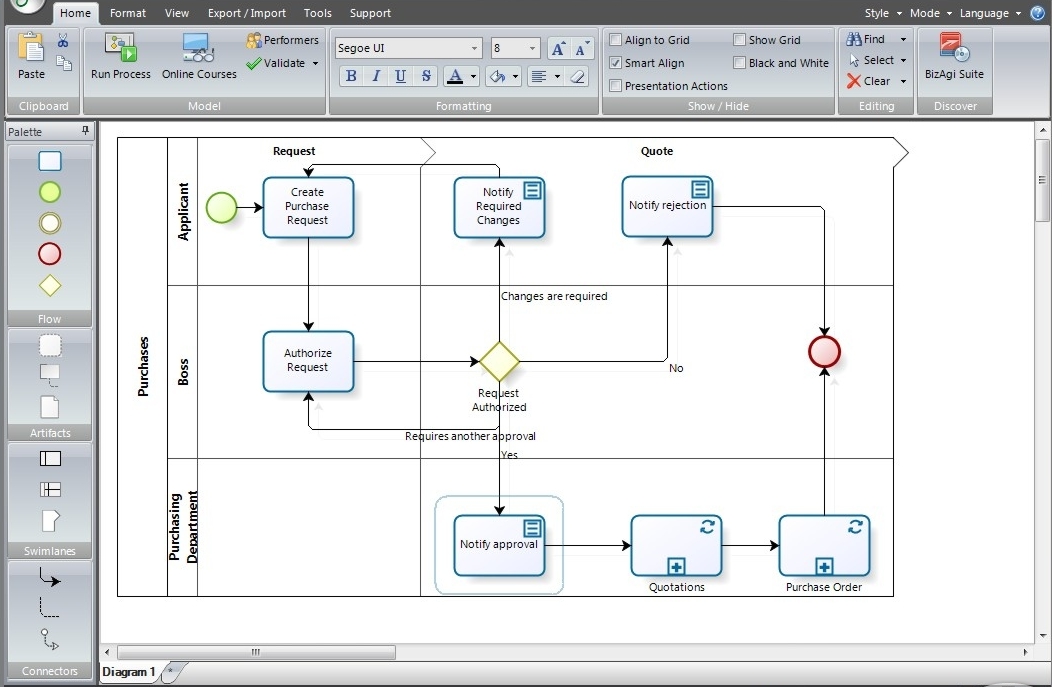 Home Format View Export / Import Tools Support Style Mode Language
Paste
Clipboard
Run Process Online Courses
Performers
Validate
Model
Segoe UI 8
B I U S A
Formatting
Align to Grid Show Grid
Smart Align Black and White
Presentation Actions
Show / Hide
Find
Select
Clear
Editing
BizAgi Suite
Discover
Palette
Flow
Artifacts
Swimlanes
Connectors
Purchases
Request Quote
Applicant
Create
Purchase
Request
Notify
Required
Changes
Notify rejection
Changes are required
Boss
Authorize
Request
Request
Authorized
No
Requires another approval
Yes
Purchasing
Department
Notify approval
Quotations
Purchase Order
Diagram 1 *